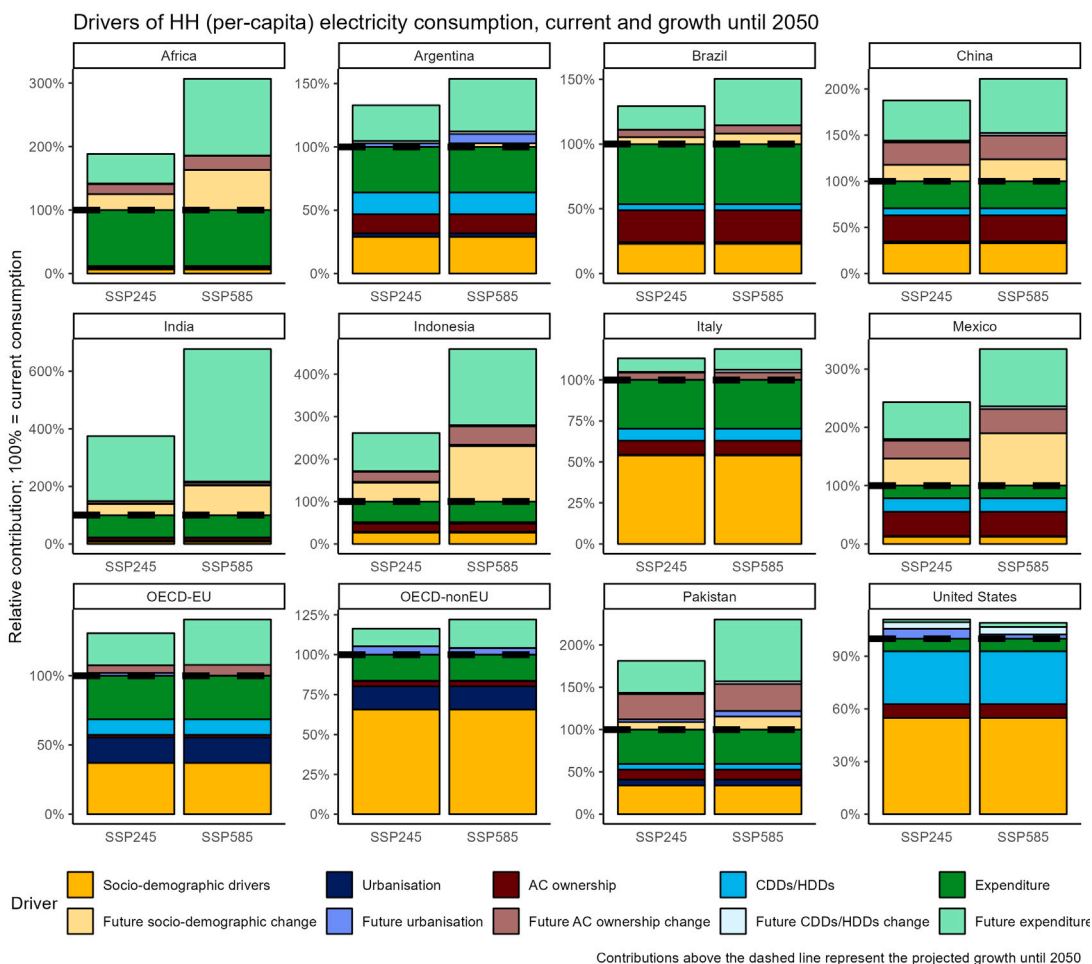 Drivers of HH (per-capita) electricity consumption, current and growth until 2050
Relative contribution; 100% = current consumption
Africa
300%
200%
100%
0%
SSP245 SSP585
Argentina
150%
100%
50%
0%
SSP245 SSP585
Brazil
150%
100%
50%
0%
SSP245 SSP585
China
200%
150%
100%
50%
0%
SSP245 SSP585
India
600%
400%
200%
0%
SSP245 SSP585
Indonesia
400%
300%
200%
100%
0%
SSP245 SSP585
Italy
100%
75%
50%
25%
0%
SSP245 SSP585
Mexico
300%
200%
100%
0%
SSP245 SSP585
OECD-EU
100%
50%
0%
SSP245 SSP585
OECD-nonEU
125%
100%
75%
50%
25%
0%
SSP245 SSP585
Pakistan
200%
150%
100%
50%
0%
SSP245 SSP585
United States
90%
60%
30%
0%
SSP245 SSP585
Driver
Socio-demographic drivers Urbanisation AC ownership CDDs/HDDs Expenditure
Future socio-demographic change Future urbanisation Future AC ownership change Future CDDs/HDDs change Future expenditure
Contributions above the dashed line represent the projected growth until 2050